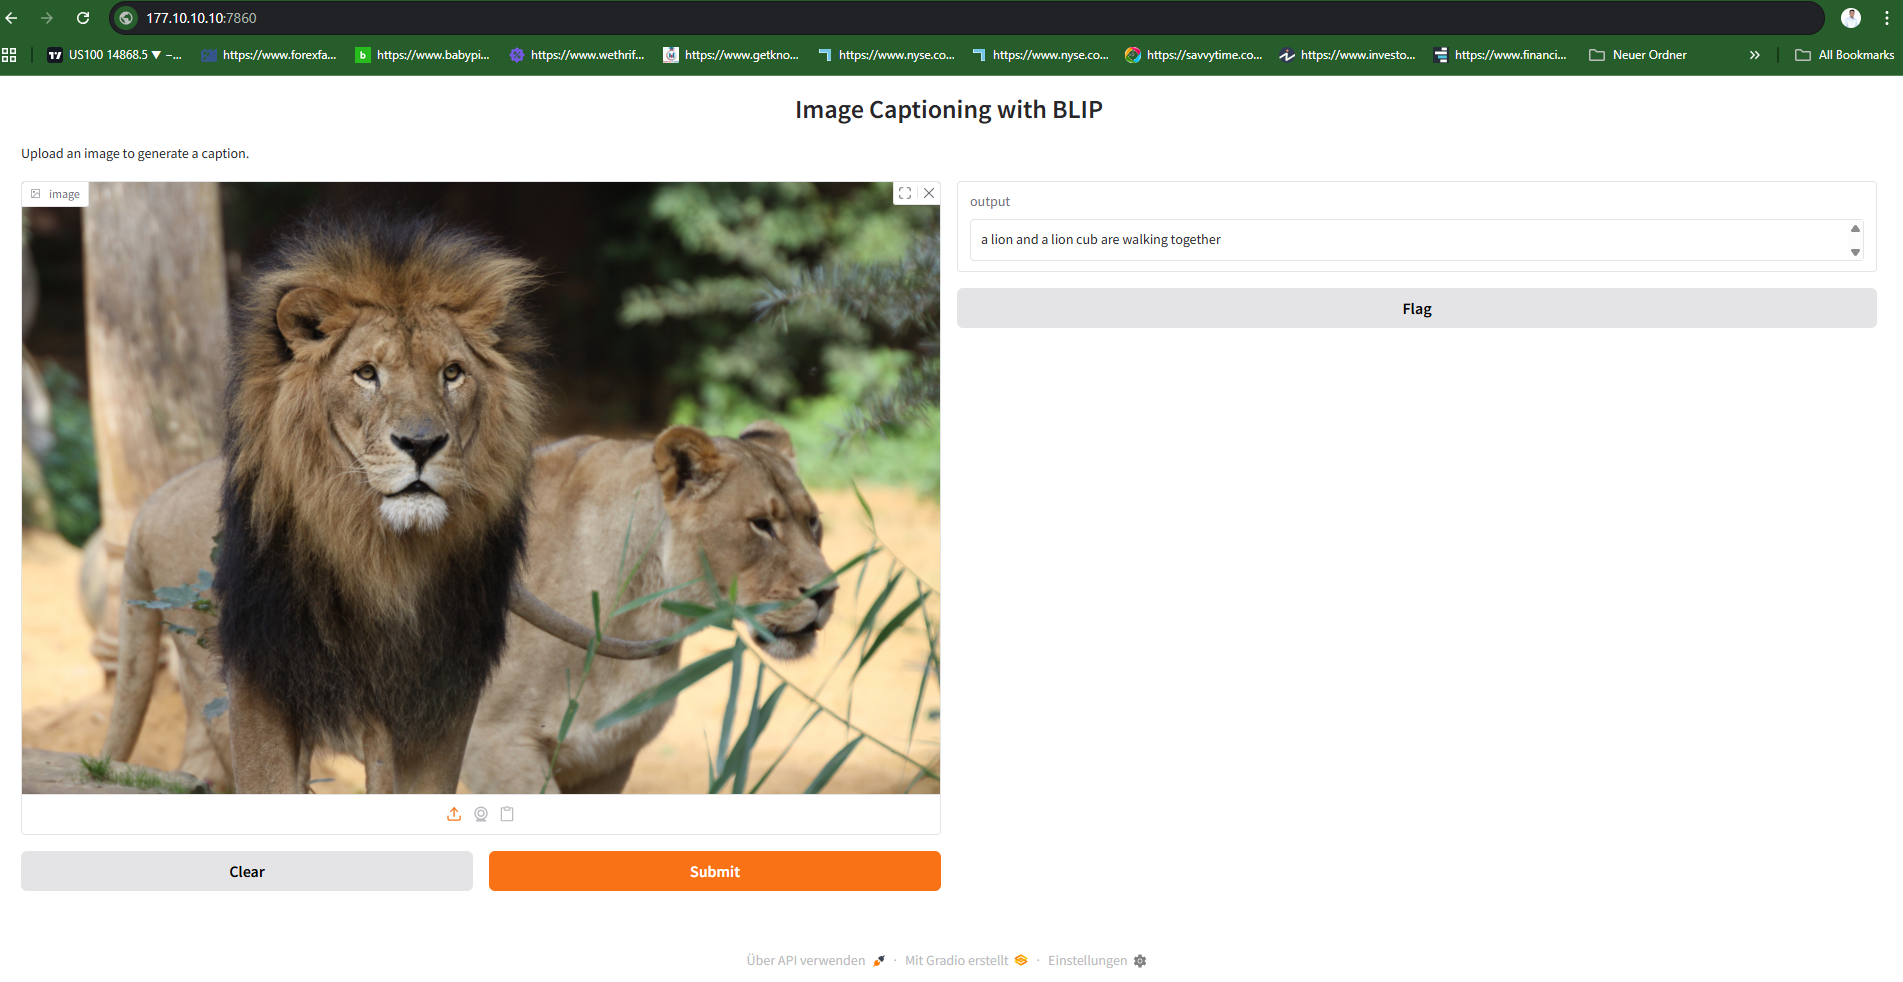 177.10.10.10:7860
US100 14868.5 ▼ –...
https://www.forexfa...
https://www.babypi...
https://www.wethrif...
https://www.getkno...
https://www.nyse.co...
https://www.nyse.co...
https://savvytime.co...
https://www.investo...
https://www.financi...
Neuer Ordner
All Bookmarks
Image Captioning with BLIP
Upload an image to generate a caption.
image
output
a lion and a lion cub are walking together
Flag
Clear
Submit
Über API verwenden · Mit Gradio erstellt · Einstellungen